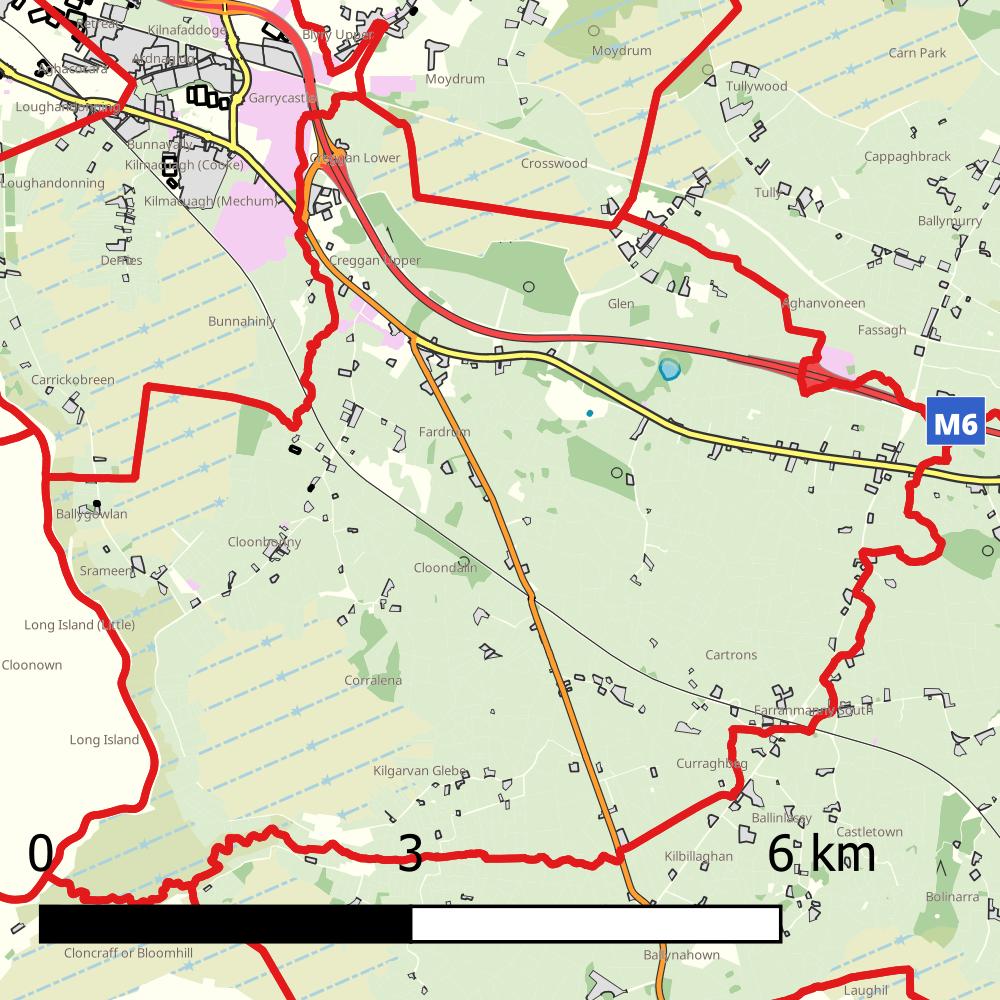 Retreat
Kilnafaddoge
Blyry Upper
Moydrum
Carn Park
Ardnaglug
Aghacocara
Moydrum
Tullywood
Garrycastle
Loughandonning
Bunnavally
Creggan Lower
Cappaghbrack
Kilmacuagh (Cooke)
Crosswood
Loughandonning
Tully
Kilmacuagh (Mechum)
Ballymurry
Creggan Upper
Glen
Aghanvoneen
Bunnahinly
Fassagh
Carrickobreen
M6
Fardrum
Ballygowlan
Cloonbonny
Srameen
Cloondalin
Long Island (Little)
Cloonown
Cartrons
Corralena
Farranmanny South
Long Island
Kilgarvan Glebe
Curraghbeg
Ballinlassy
Castletown
0 3 6 km
Kilbillaghan
Bolinarra
Cloncraff or Bloomhill
Ballynahown
Laughil